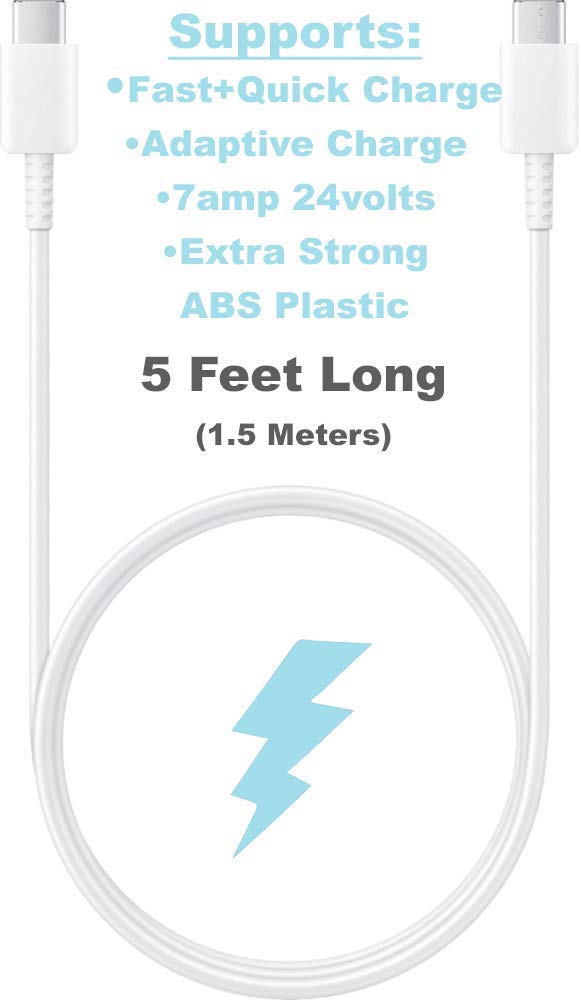 Supports:
•Fast+Quick Charge
•Adaptive Charge
•7amp 24volts
•Extra Strong
ABS Plastic
5 Feet Long
(1.5 Meters)